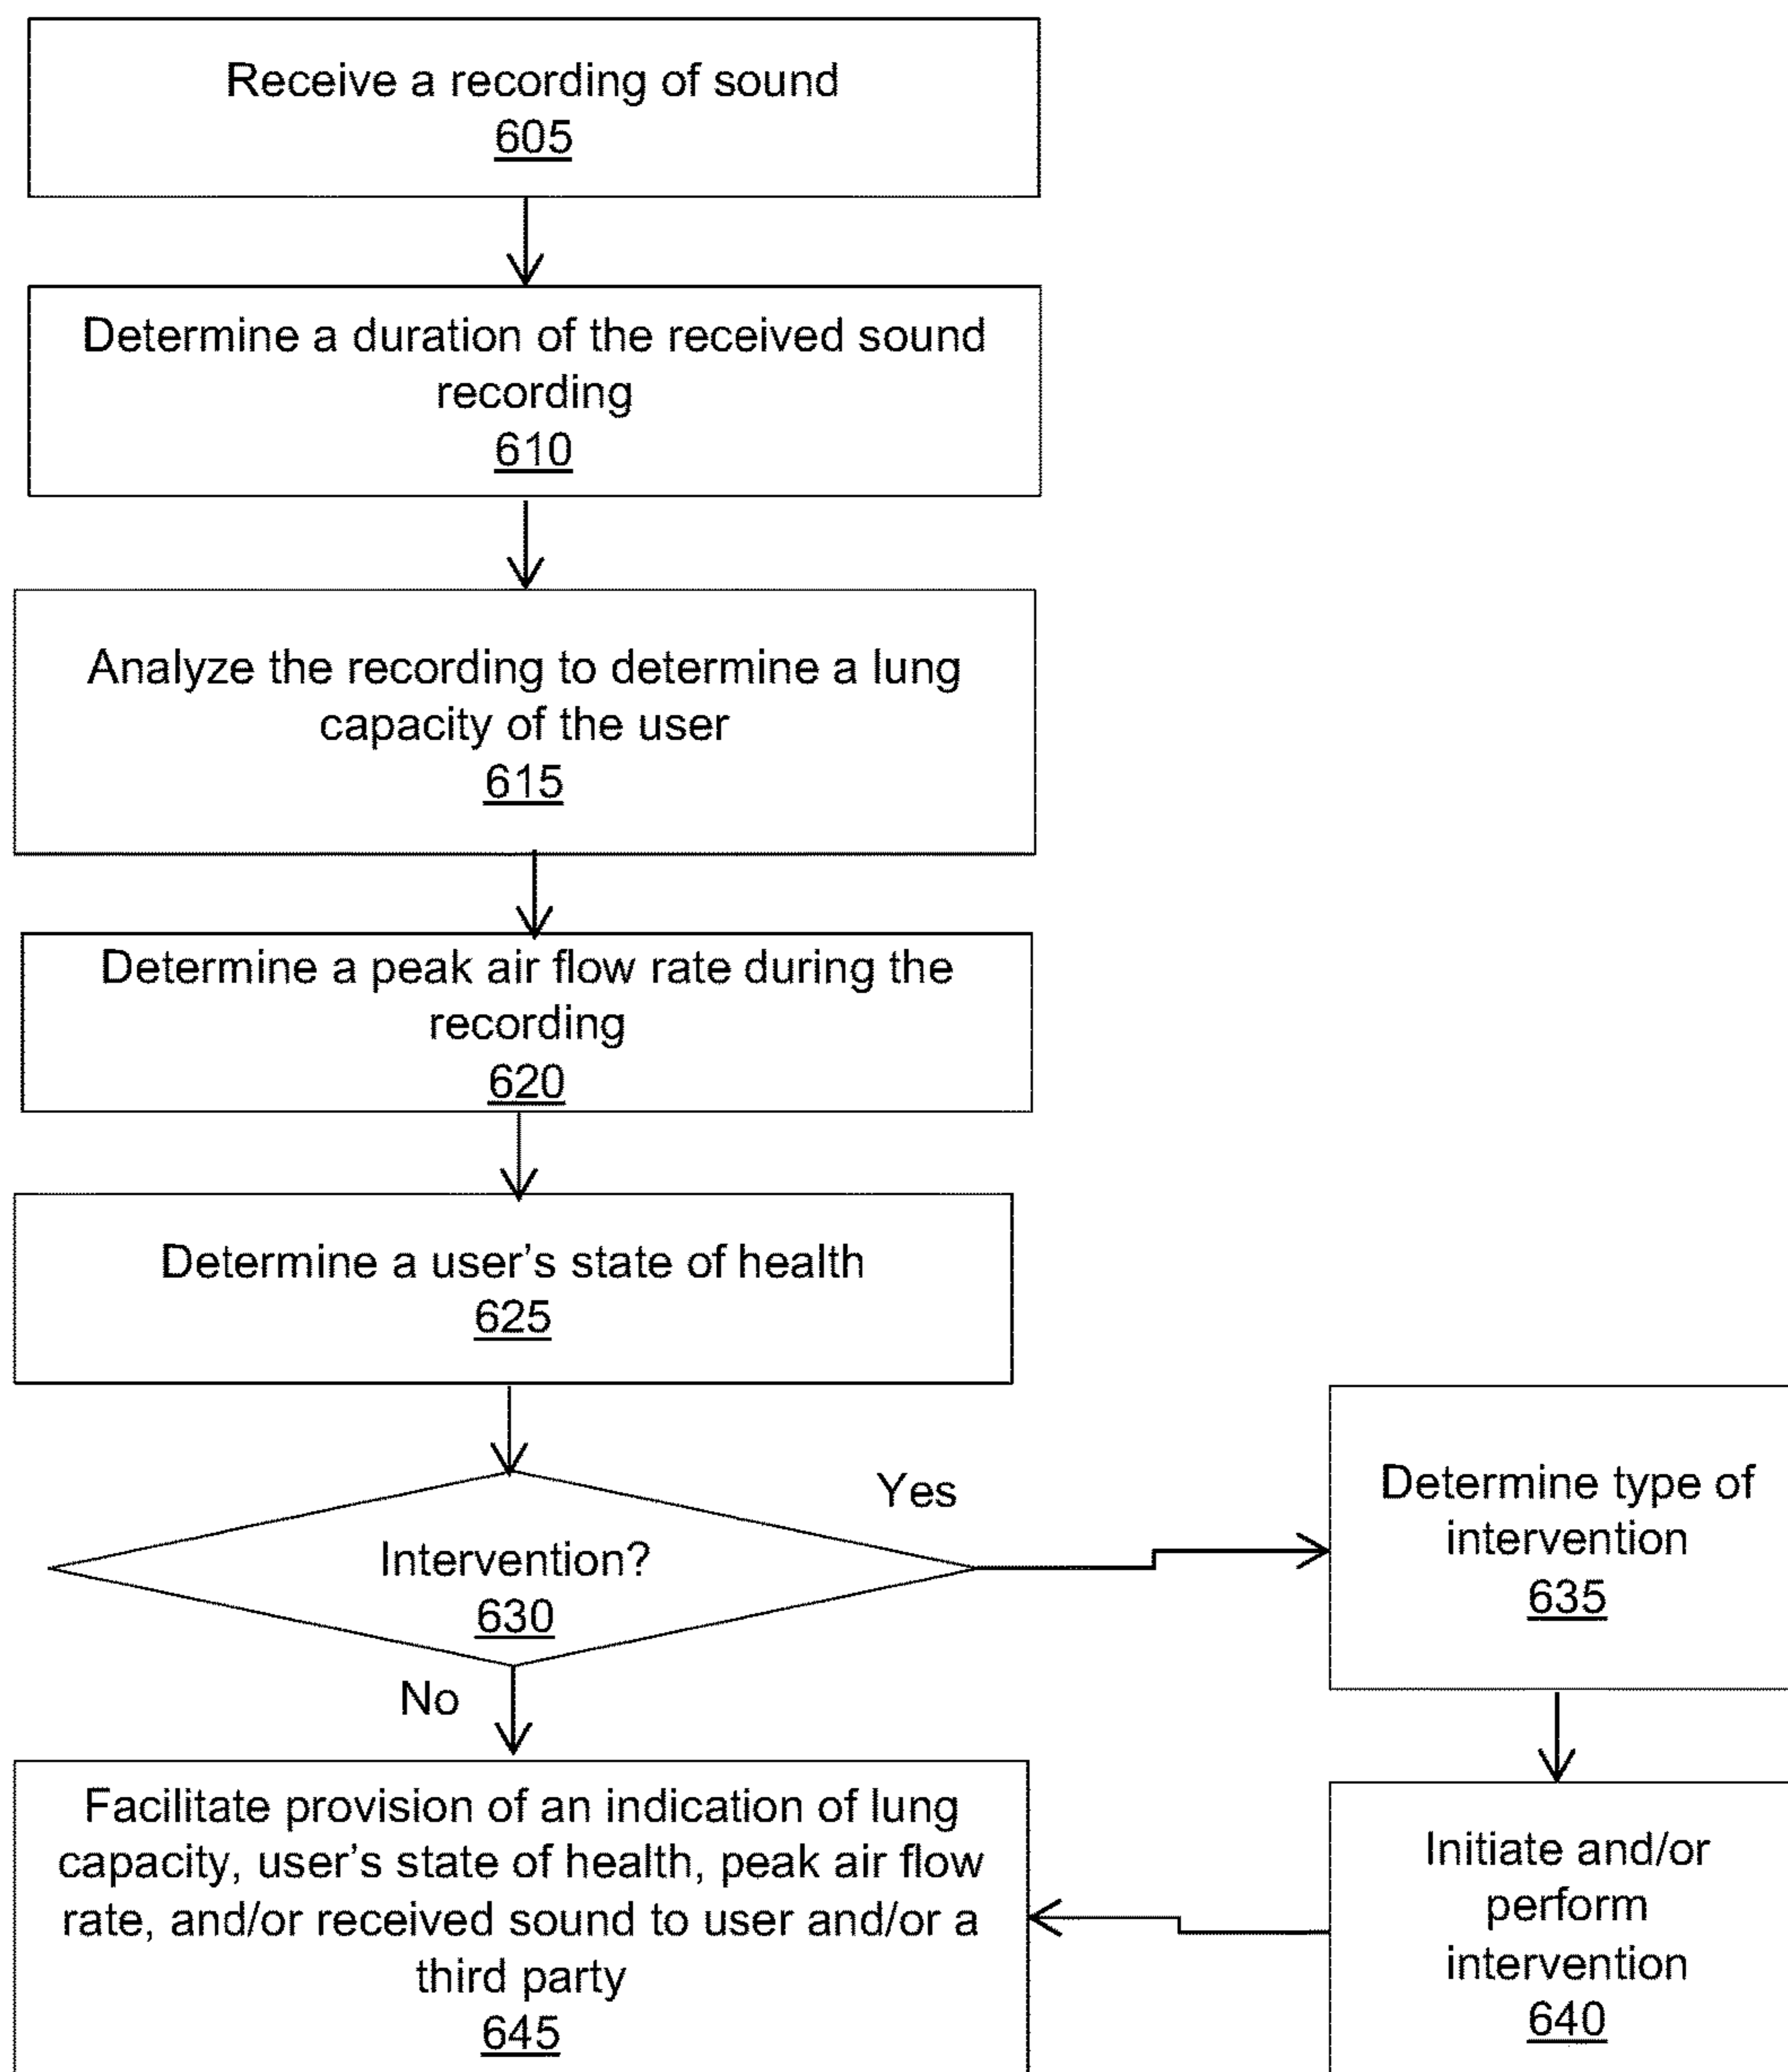 Receive a recording of sound
605
Determine a duration of the received sound
recording
610
Analyze the recording to determine a lung
capacity of the user
615
Determine a peak air flow rate during the
recording
620
Determine a user's state of health
625
Intervention?
630
Yes
No
Determine type of
intervention
635
Initiate and/or
perform
intervention
640
Facilitate provision of an indication of lung
capacity, user's state of health, peak air flow
rate, and/or received sound to user and/or a
third party
645